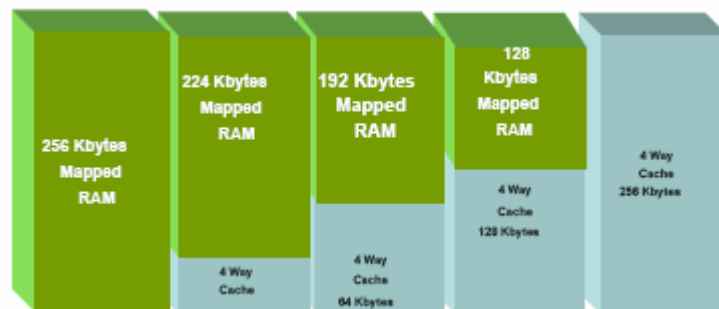 256 Kbytes
Mapped
RAM
224 Kbytes
Mapped
RAM
4 Way
Cache
192 Kbytes
Mapped
RAM
4 Way
Cache
64 Kbytes
128
Kbytes
Mapped
RAM
4 Way
Cache
128 Kbytes
4 Way
Cache
256 Kbytes